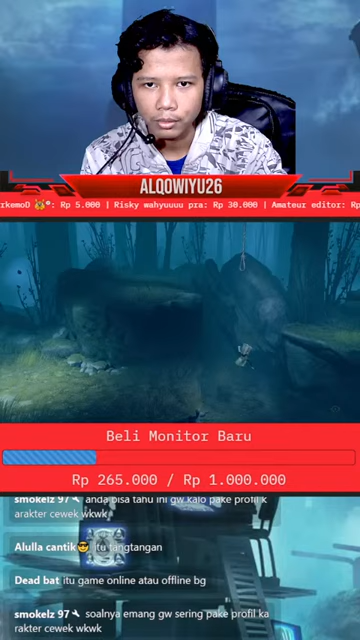 ALQOWIYU26
rkemoD 💰: Rp 5.000 | Risky wahyuuuu pra: Rp 30.000 | Amateur editor: Rp
Beli Monitor Baru
Rp 265.000 / Rp 1.000.000
smokelz 97 anda bisa tahu ini gw kalo pake profil k
arakter cewek wkwk
Alulla cantik😎 itu tangtangan
Dead bat itu game online atau offline bg
smokelz 97 soalnya emang gw sering pake profil ka
rakter cewek wkwk